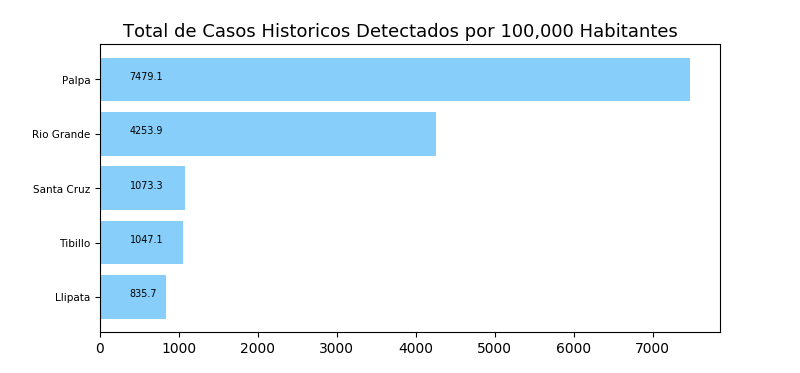 Total de Casos Historicos Detectados por 100,000 Habitantes
Palpa 7479.1
Rio Grande 4253.9
Santa Cruz 1073.3
Tibillo 1047.1
Llipata 835.7
0 1000 2000 3000 4000 5000 6000 7000